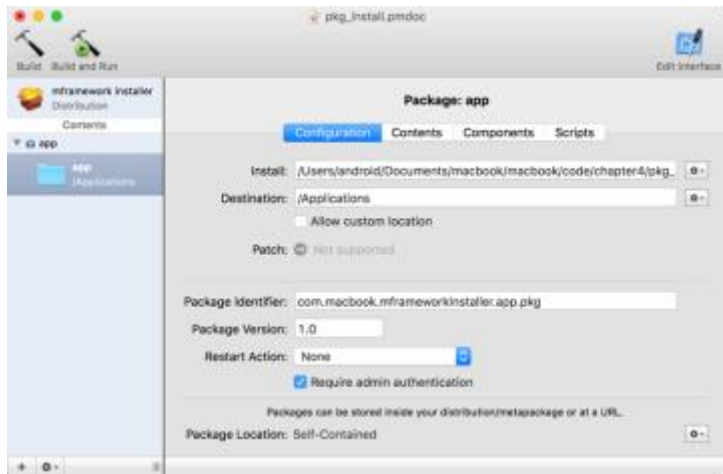 pkg_install.pmdoc
Build
Build and Run
Edit Interface
mframework installer
Distribution
Contents
app
app
/Applications
Package: app
Configuration
Contents
Components
Scripts
Install: /Users/android/Documents/macbook/macbook/code/chapter4/pkg_
Destination: /Applications
Allow custom location
Patch: Not supported
Package Identifier: com.macbook.mframeworkInstaller.app.pkg
Package Version: 1.0
Restart Action: None
Require admin authentication
Packages can be stored inside your distribution/metapackage or at a URL.
Package Location: Self-Contained